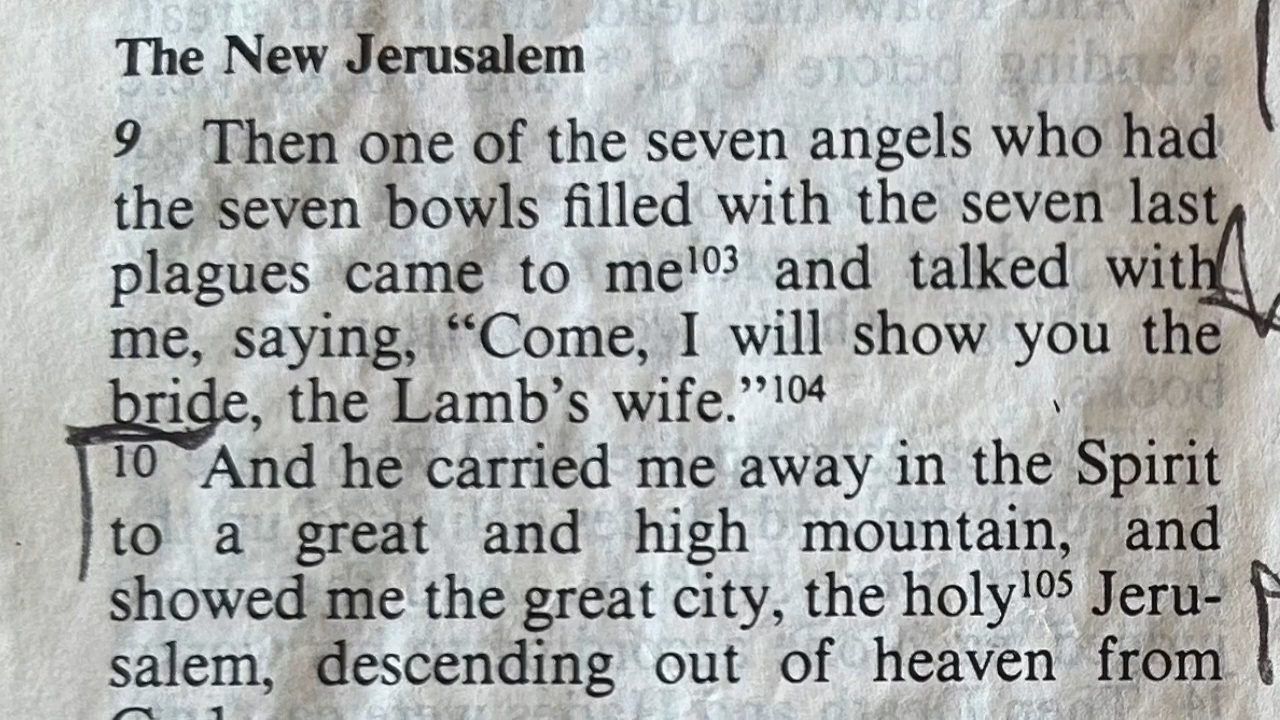 The New Jerusalem
9 Then one of the seven angels who had
the seven bowls filled with the seven last
plagues came to me103 and talked with
me, saying, “Come, I will show you the
bride, the Lamb’s wife.”104
10 And he carried me away in the Spirit
to a great and high mountain, and
showed me the great city, the holy105 Jeru-
salem, descending out of heaven from